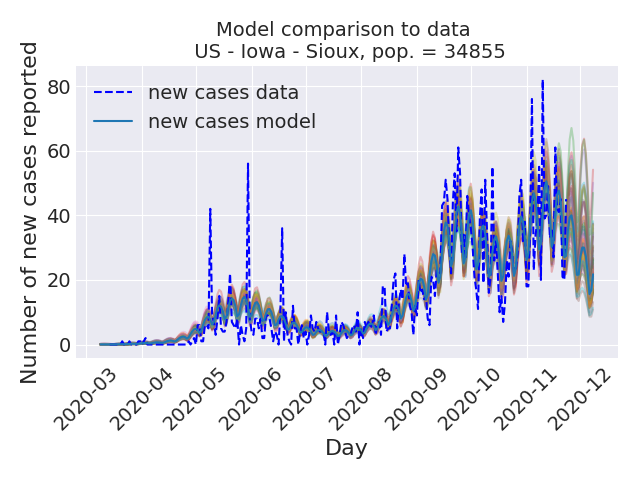 Model comparison to data
US - Iowa - Sioux, pop. = 34855
Number of new cases reported
80
60
40
20
0
new cases data
new cases model
2020-03
2020-04
2020-05
2020-06
2020-07
2020-08
2020-09
2020-10
2020-11
2020-12
Day